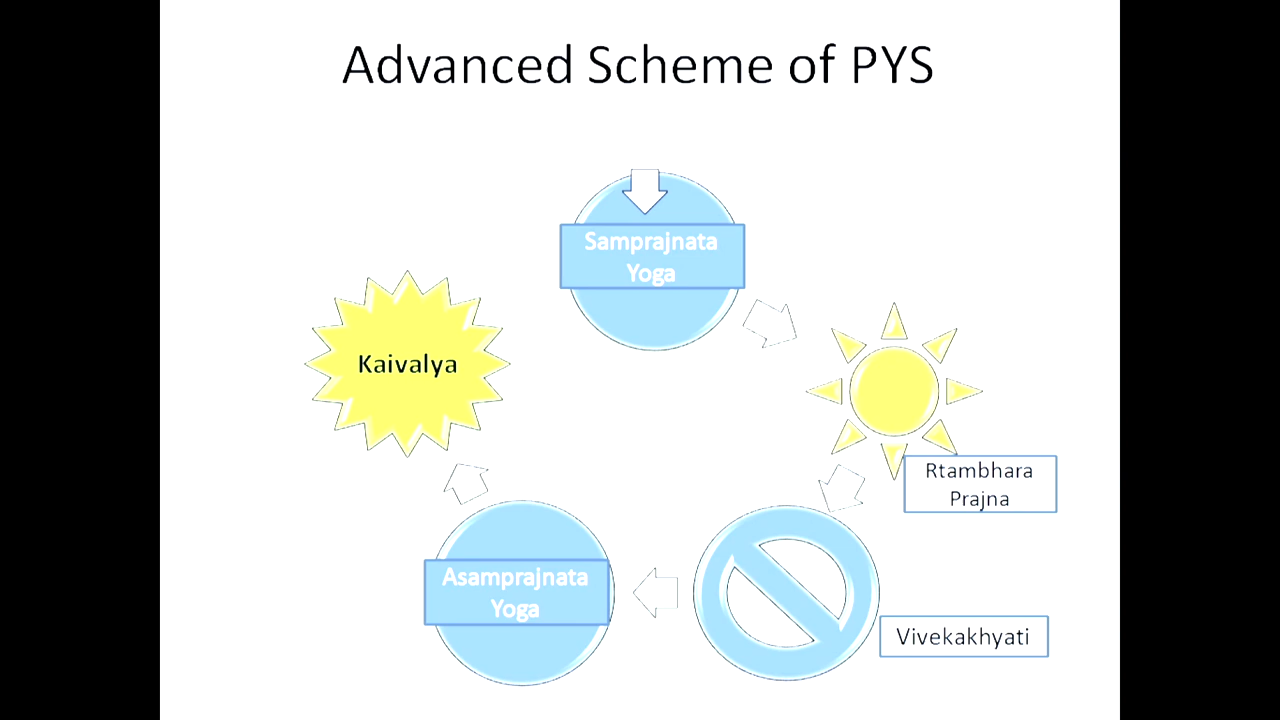 Advanced Scheme of PYS
Samprajnata
Yoga
Kaivalya
Rtambhara
Prajna
Asamprajnata
Yoga
Vivekakhyati